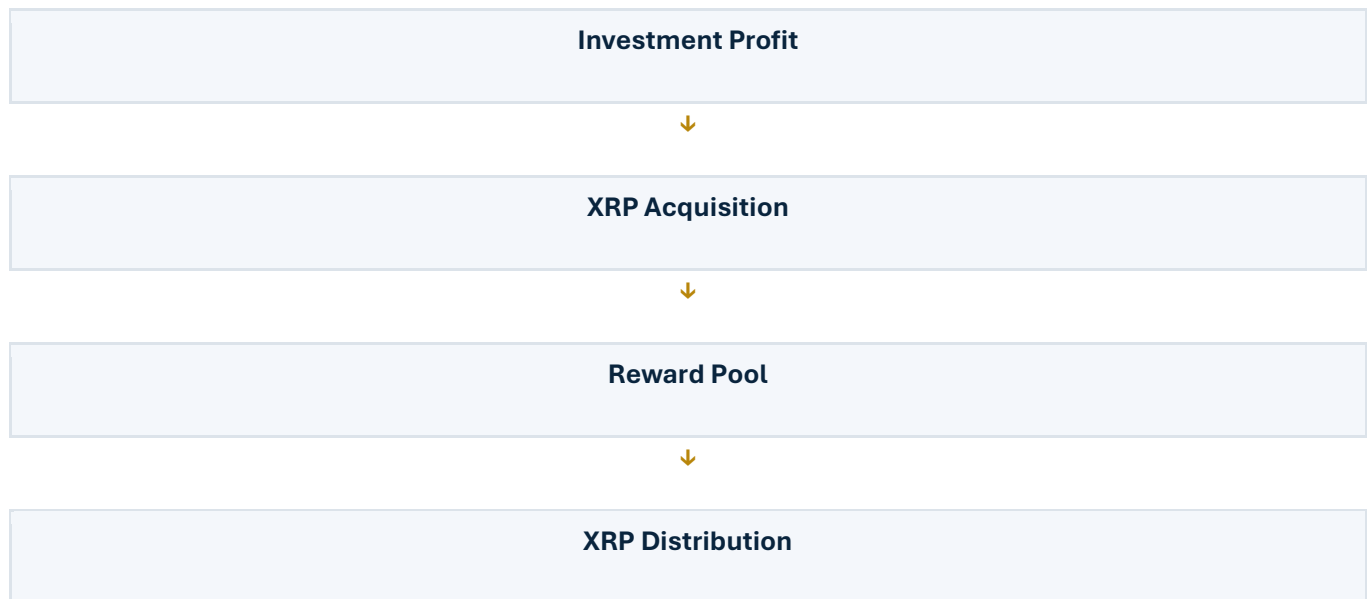 Investment Profit
↓
XRP Acquisition
↓
Reward Pool
↓
XRP Distribution